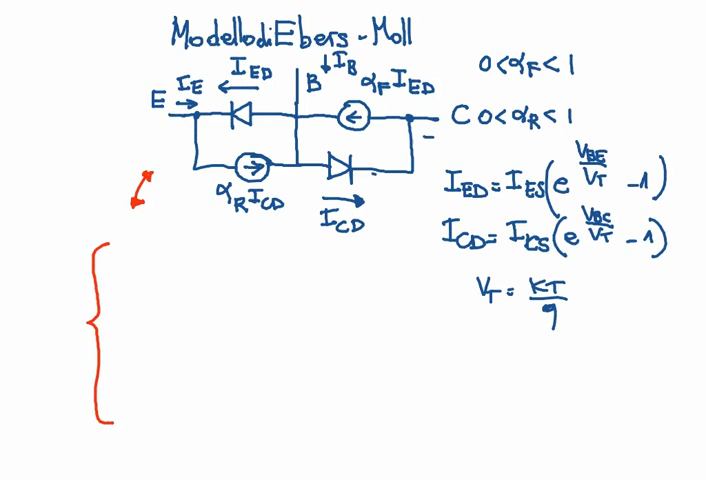 Modello di Ebers - Moll
I_ED
I_B
I_E
B
α_F I_ED
0 < α_F < 1
E
C
0 < α_R < 1
α_R I_CD
I_CD
I_ED = I_ES (e^(V_BE/V_T) - 1)
I_CD = I_CS (e^(V_BC/V_T) - 1)
V_T = KT/q